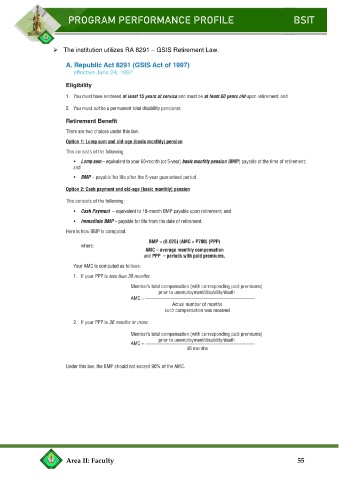 PROGRAM PERFORMANCE PROFILE BSIT
➢ The institution utilizes RA 8291 – GSIS Retirement Law.
A. Republic Act 8291 (GSIS Act of 1997)
effective June 24, 1997
Eligibility
1. You must have rendered at least 15 years of service and must be at least 60 years old upon retirement; and
2. You must not be a permanent total disability pensioner.
Retirement Benefit
There are two choices under this law.
Option 1: Lump sum and old-age (basic monthly) pension
This consists of the following:
• Lump sum – equivalent to your 60-month (or 5-year) basic monthly pension (BMP) payable at the time of retirement;
and
• BMP – payable for life after the 5-year guaranteed period
Option 2: Cash payment and old-age (basic monthly) pension
This consists of the following:
• Cash Payment – equivalent to 18-month BMP payable upon retirement; and
• Immediate BMP – payable for life from the date of retirement.
Here is how BMP is computed:
BMP = (0.025) (AMC + P700) (PPP)
where:
AMC – average monthly compensation
and PPP – periods with paid premiums.
Your AMC is computed as follows:
1. If your PPP is less than 36 months:
Member's total compensation (with corresponding paid premiums)
prior to unemployment/disability/death
AMC =
Actual number of months
such compensation was received
2. If your PPP is 36 months or more:
Member's total compensation (with corresponding paid premiums)
prior to unemployment/disability/death
AMC =
36 months
Under this law, the BMP should not exceed 90% of the AMC.
Area II: Faculty 55